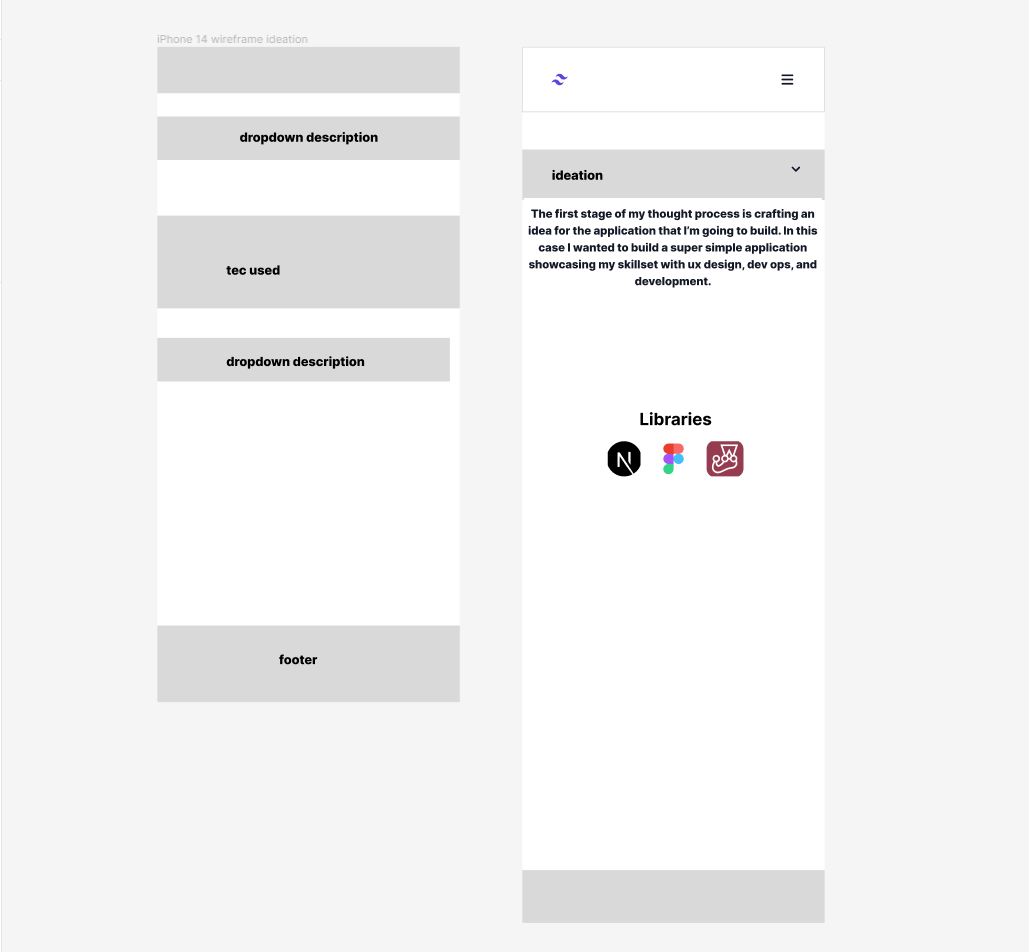 iPhone 14 wireframe ideation
dropdown description
tec used
dropdown description
footer
ideation
The first stage of my thought process is crafting an
idea for the application that I'm going to build. In this
case I wanted to build a super simple application
showcasing my skillset with ux design, dev ops, and
development.
Libraries